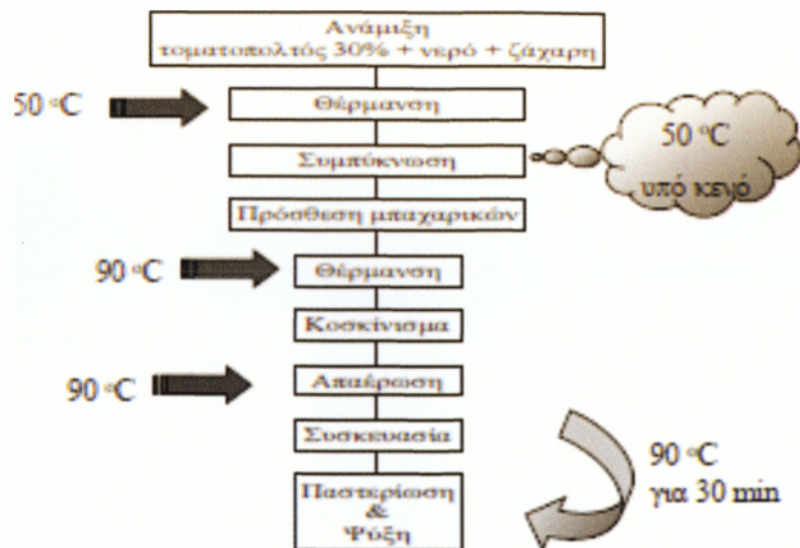 Ανάμιξη
τοματοπολτός 30% + νερό + ζάχαρη
50 °C
Θέρμανση
Συμπύκνωση
50 °C
υπό κενό
Πρόσθεση μπαχαρικών
90 °C
Θέρμανση
Κοσκίνισμα
90 °C
Απαέρωση
Συσκευασία
90 °C
για 30 min
Παστερίωση
&
Ψύξη